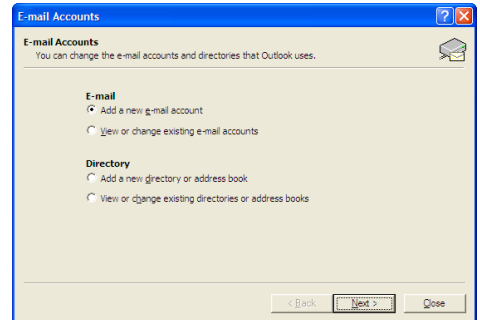 E-mail Accounts
E-mail Accounts
You can change the e-mail accounts and directories that Outlook uses.
E-mail
Add a new e-mail account
View or change existing e-mail accounts
Directory
Add a new directory or address book
View or change existing directories or address books
< Back Next > Close